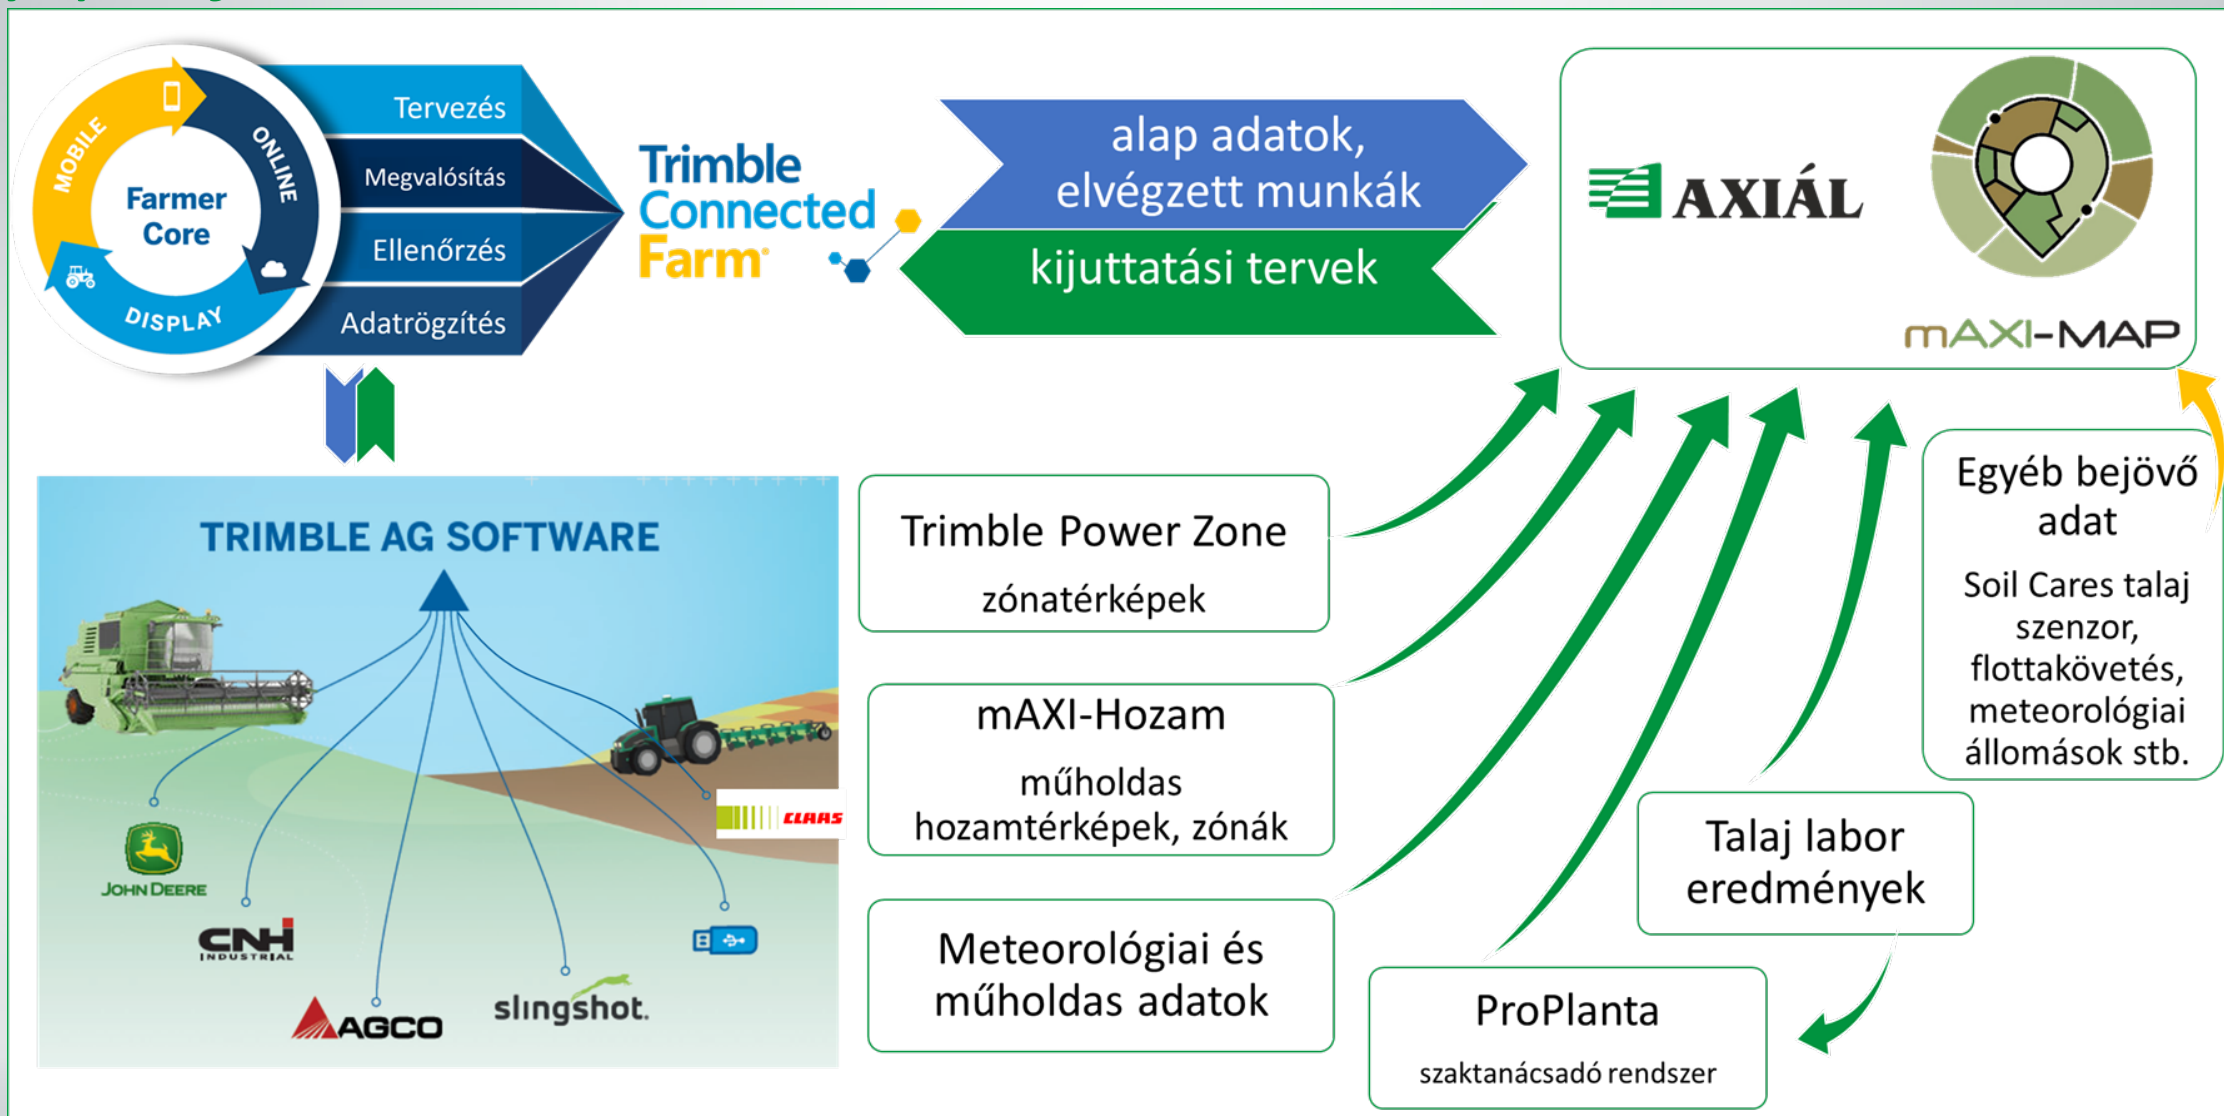 MOBILE
ONLINE
DISPLAY
Farmer
Core
Tervezés
Megvalósítás
Ellenőrzés
Adatrögzítés
Trimble
Connected
Farm
alap adatok,
elvégzett munkák
kijuttatási tervek
AXIÁL
mAXI-MAP
TRIMBLE AG SOFTWARE
CLAAS
JOHN DEERE
CNH
INDUSTRIAL
AGCO
slingshot.
Trimble Power Zone
zónatérképek
mAXI-Hozam
műholdas
hozamtérképek, zónák
Meteorológiai és
műholdas adatok
ProPlanta
szaktanácsadó rendszer
Talaj labor
eredmények
Egyéb bejövő
adat
Soil Cares talaj
szenzor,
flottakövetés,
meteorológiai
állomások stb.